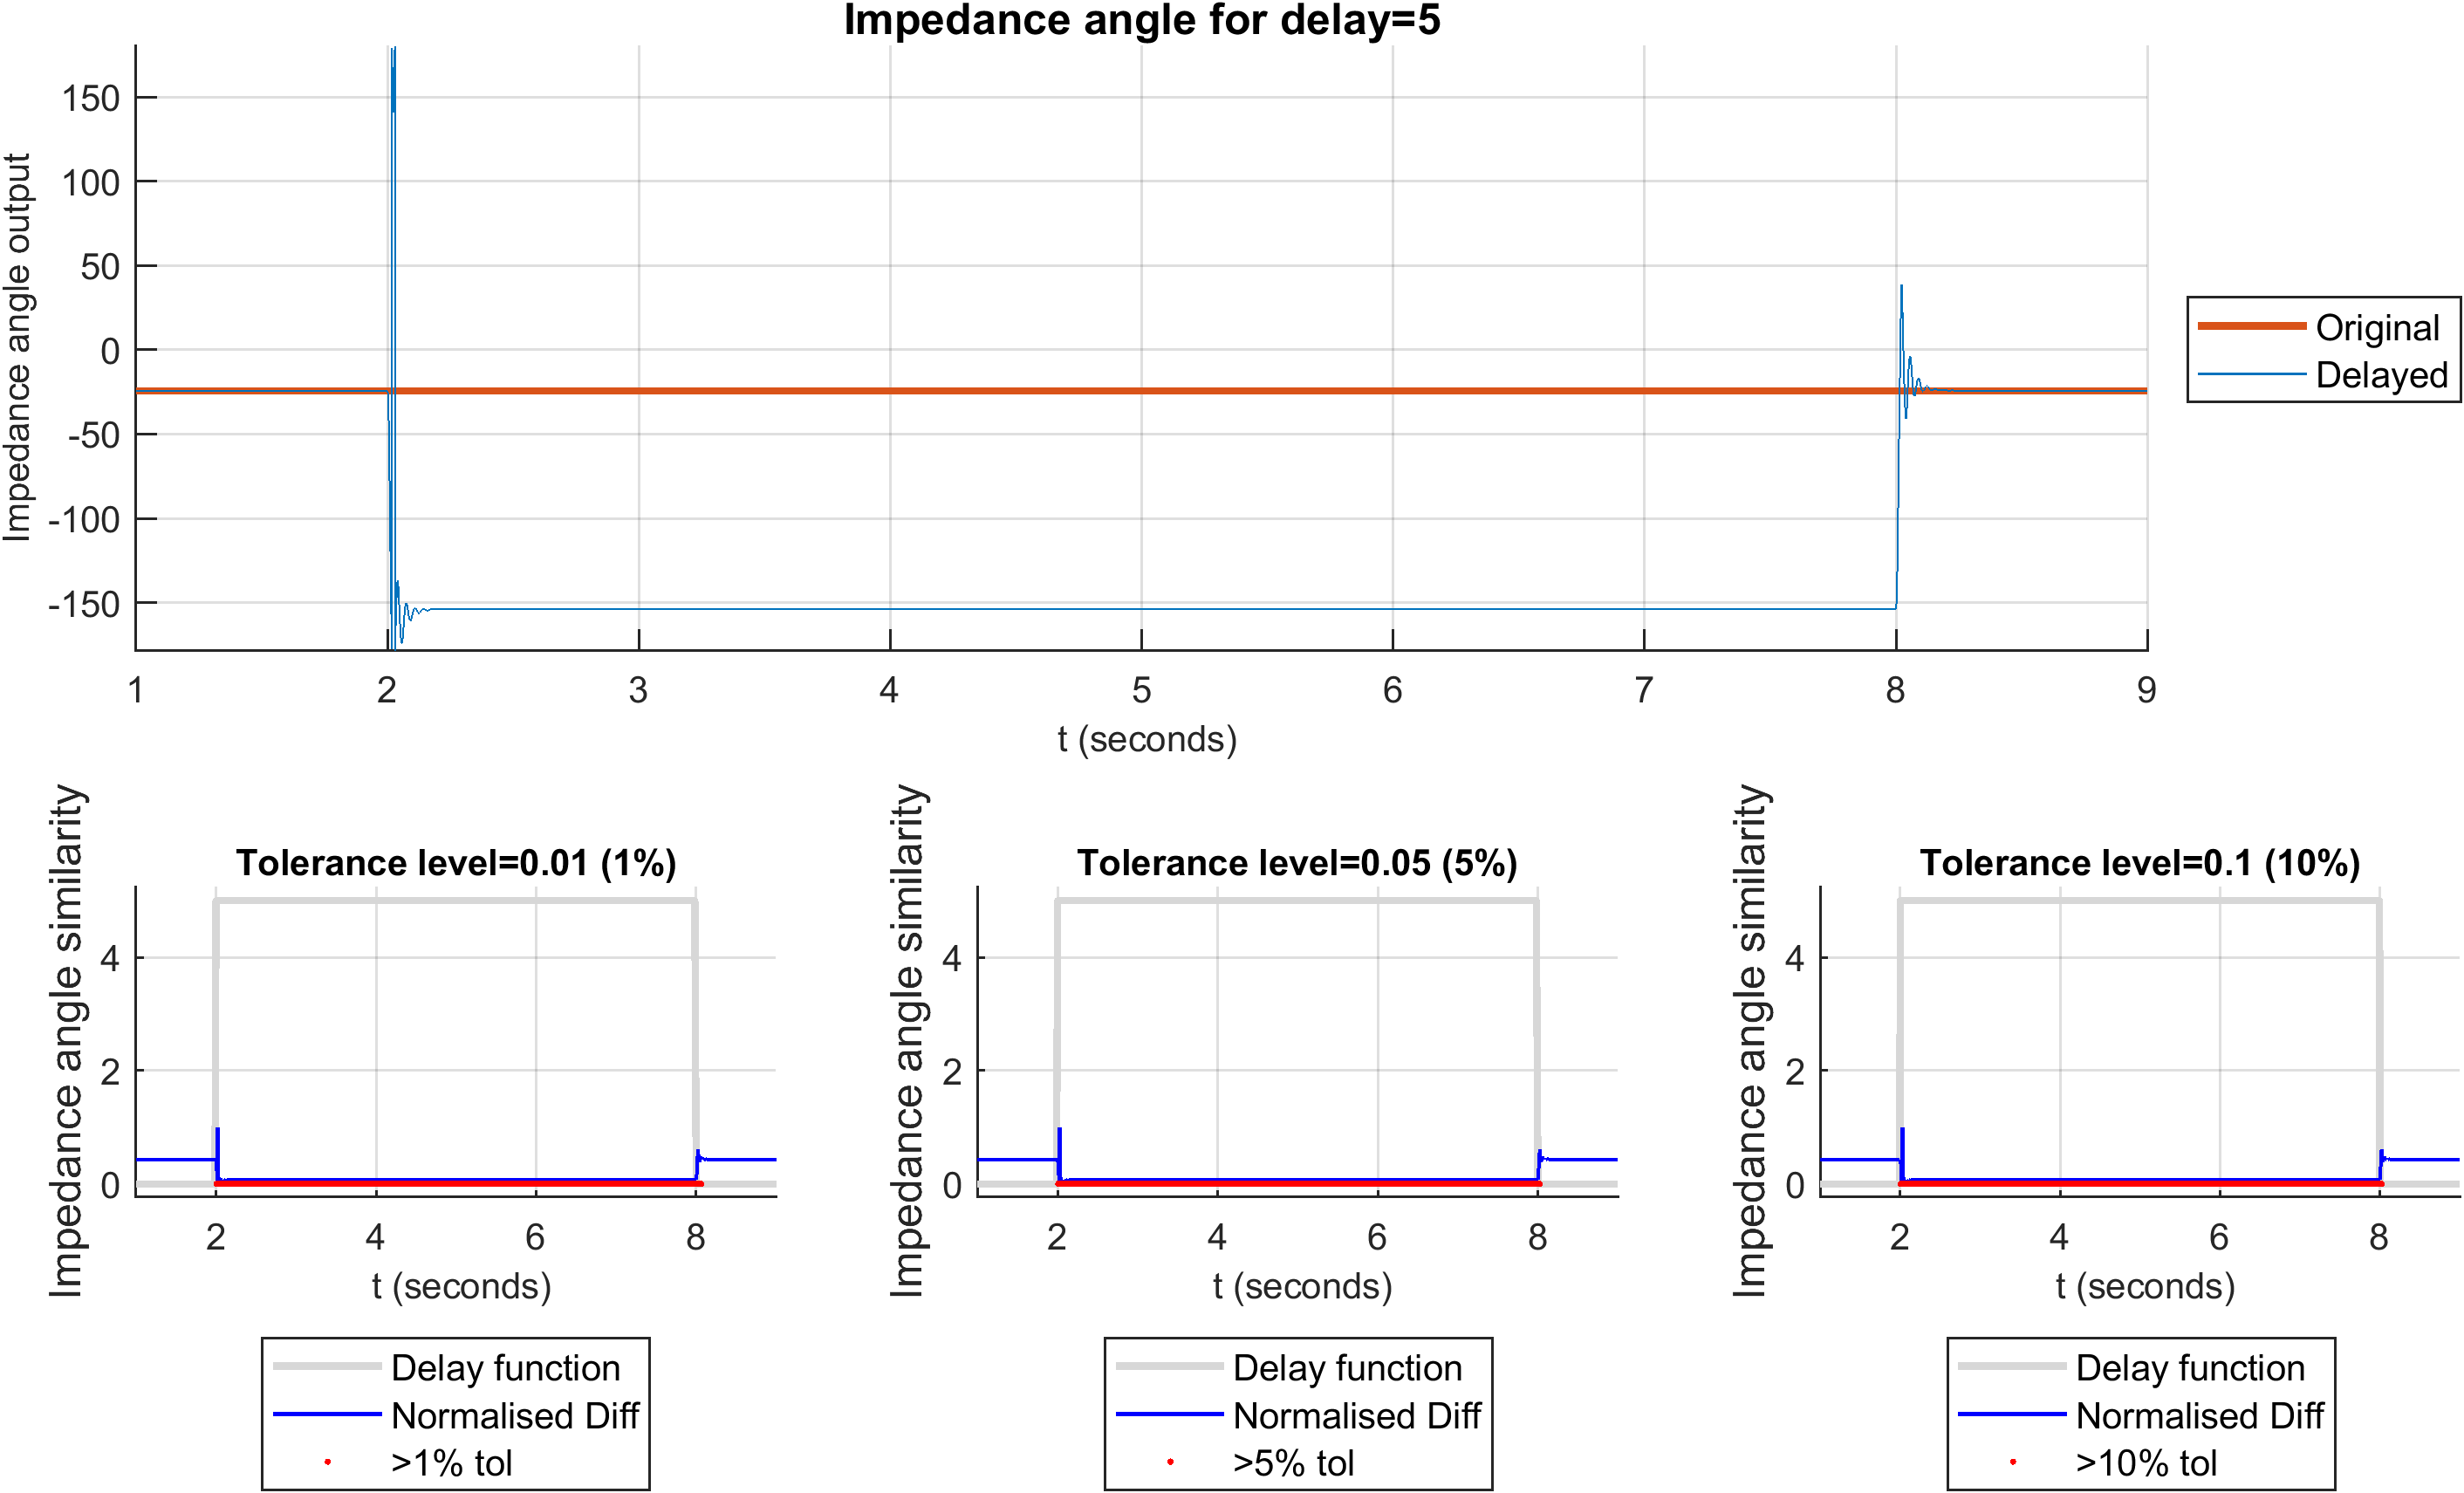 Impedance angle for delay=5
Impedance angle output
150
100
50
0
-50
-100
-150
1 2 3 4 5 6 7 8 9
t (seconds)
Original
Delayed
Impedance angle similarity
Tolerance level=0.01 (1%)
4
2
0
2 4 6 8
t (seconds)
Delay function
Normalised Diff
>1% tol
Impedance angle similarity
Tolerance level=0.05 (5%)
4
2
0
2 4 6 8
t (seconds)
Delay function
Normalised Diff
>5% tol
Impedance angle similarity
Tolerance level=0.1 (10%)
4
2
0
2 4 6 8
t (seconds)
Delay function
Normalised Diff
>10% tol